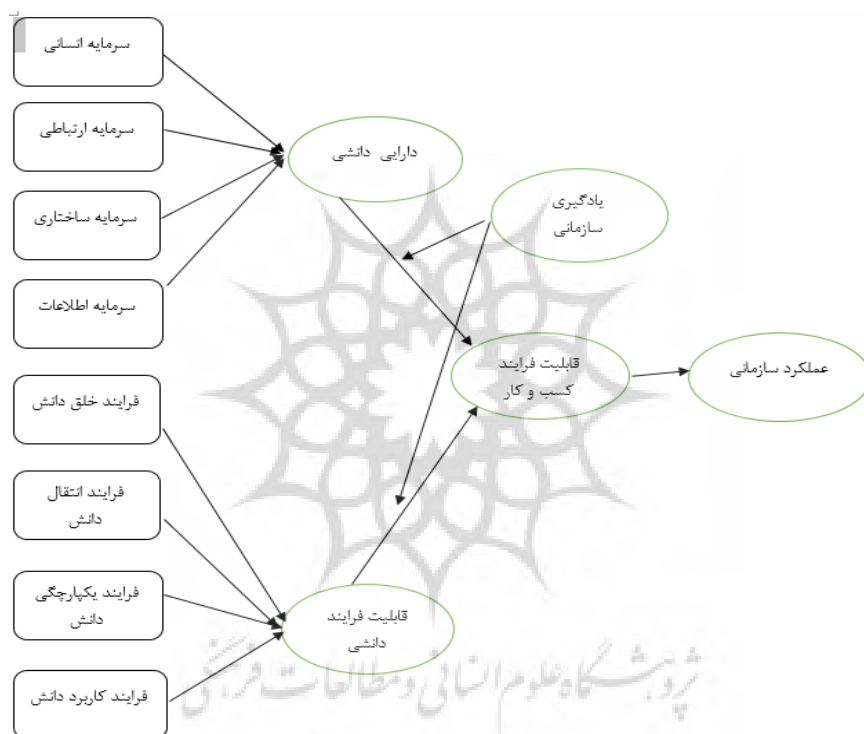 سرمایه انسانی
سرمایه ارتباطی
دارایی دانشی
یادگیری
سازمانی
سرمایه ساختاری
سرمایه اطلاعات
قابلیت فرایند
کسب و کار
عملکرد سازمانی
فرایند خلق دانش
فرایند انتقال
دانش
فرایند یکپارچگی
دانش
قابلیت فرایند
دانشی
فرایند کاربرد دانش
پژوهشگاه علوم انسانی و مطالعات فرهنگی